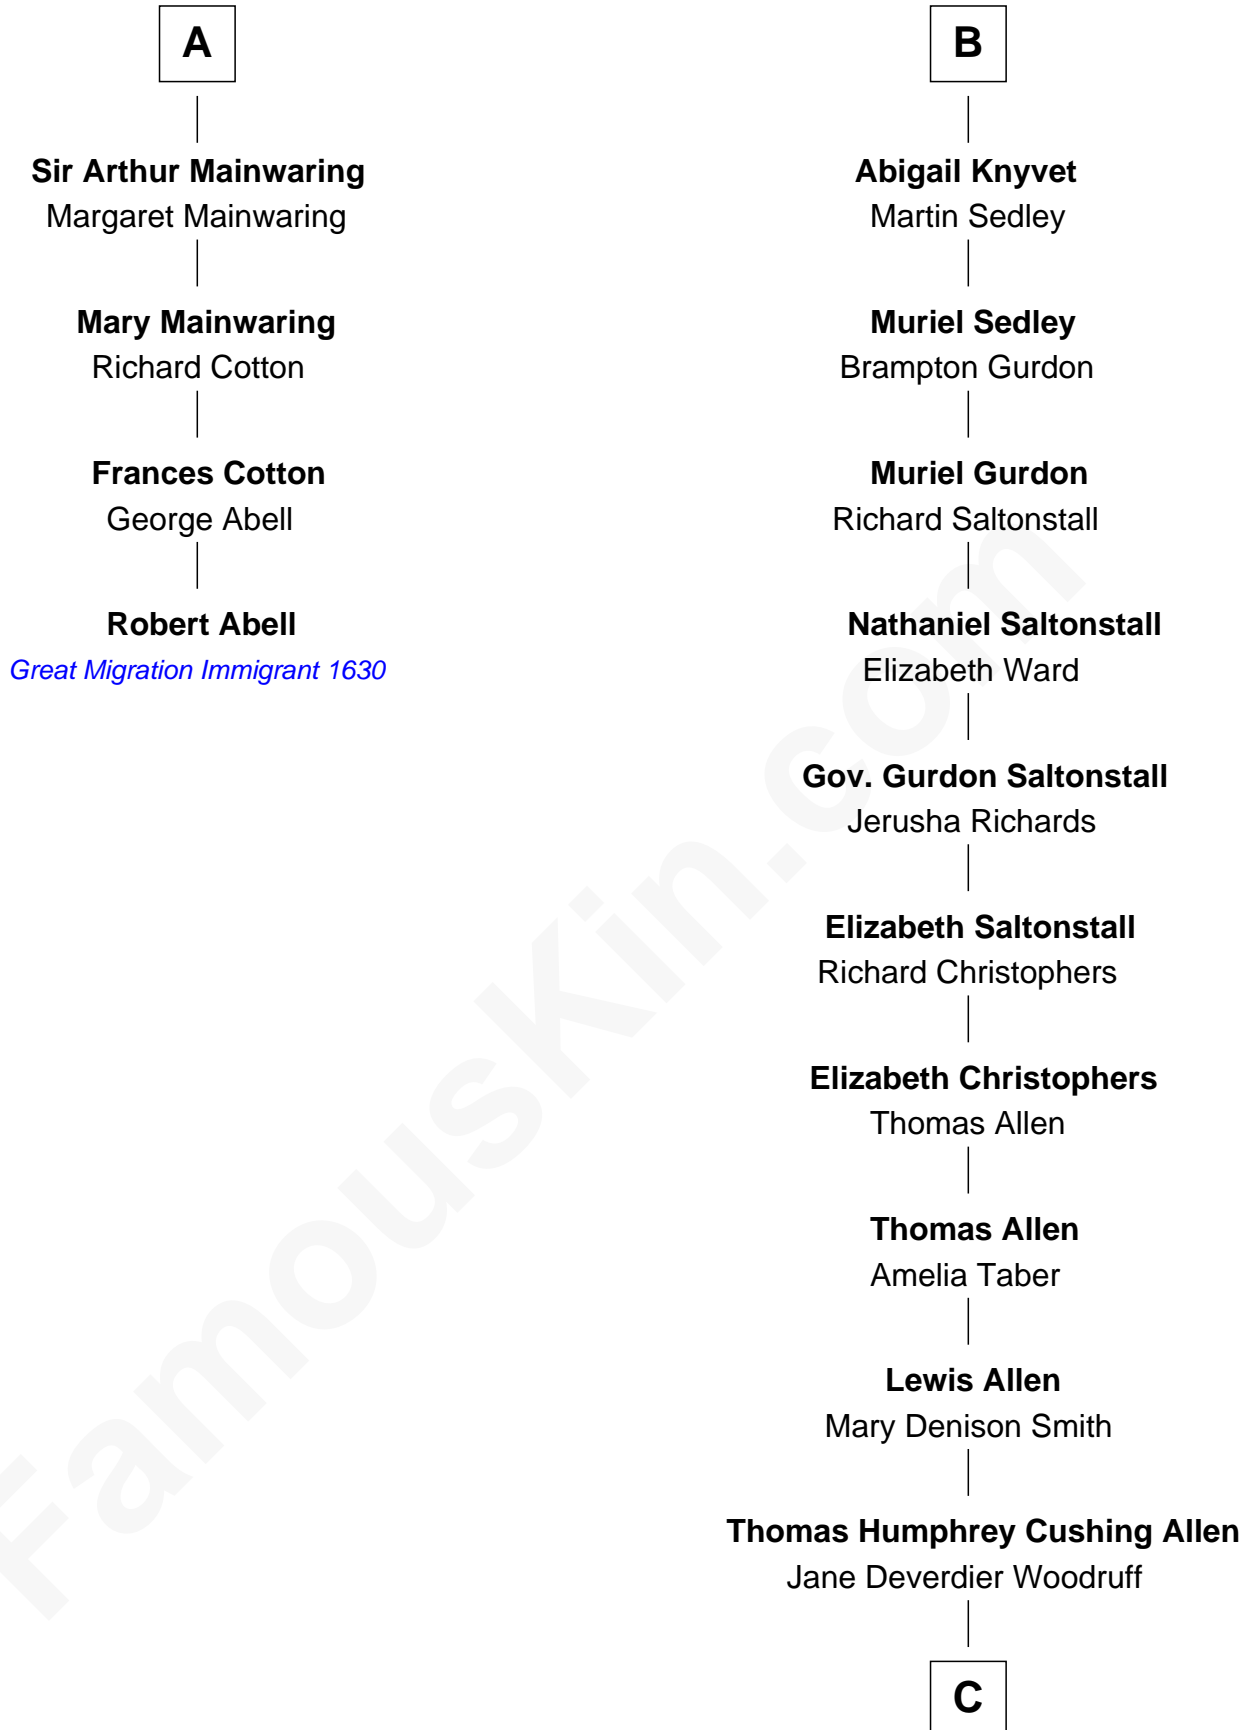 A
Sir Arthur Mainwaring
Margaret Mainwaring
Mary Mainwaring
Richard Cotton
Frances Cotton
George Abell
Robert Abell
Great Migration Immigrant 1630
B
Abigail Knyvet
Martin Sedley
Muriel Sedley
Brampton Gurdon
Muriel Gurdon
Richard Saltonstall
Nathaniel Saltonstall
Elizabeth Ward
Gov. Gurdon Saltonstall
Jerusha Richards
Elizabeth Saltonstall
Richard Christophers
Elizabeth Christophers
Thomas Allen
Thomas Allen
Amelia Taber
Lewis Allen
Mary Denison Smith
Thomas Humphrey Cushing Allen
Jane Deverdier Woodruff
C
FamousKin.com